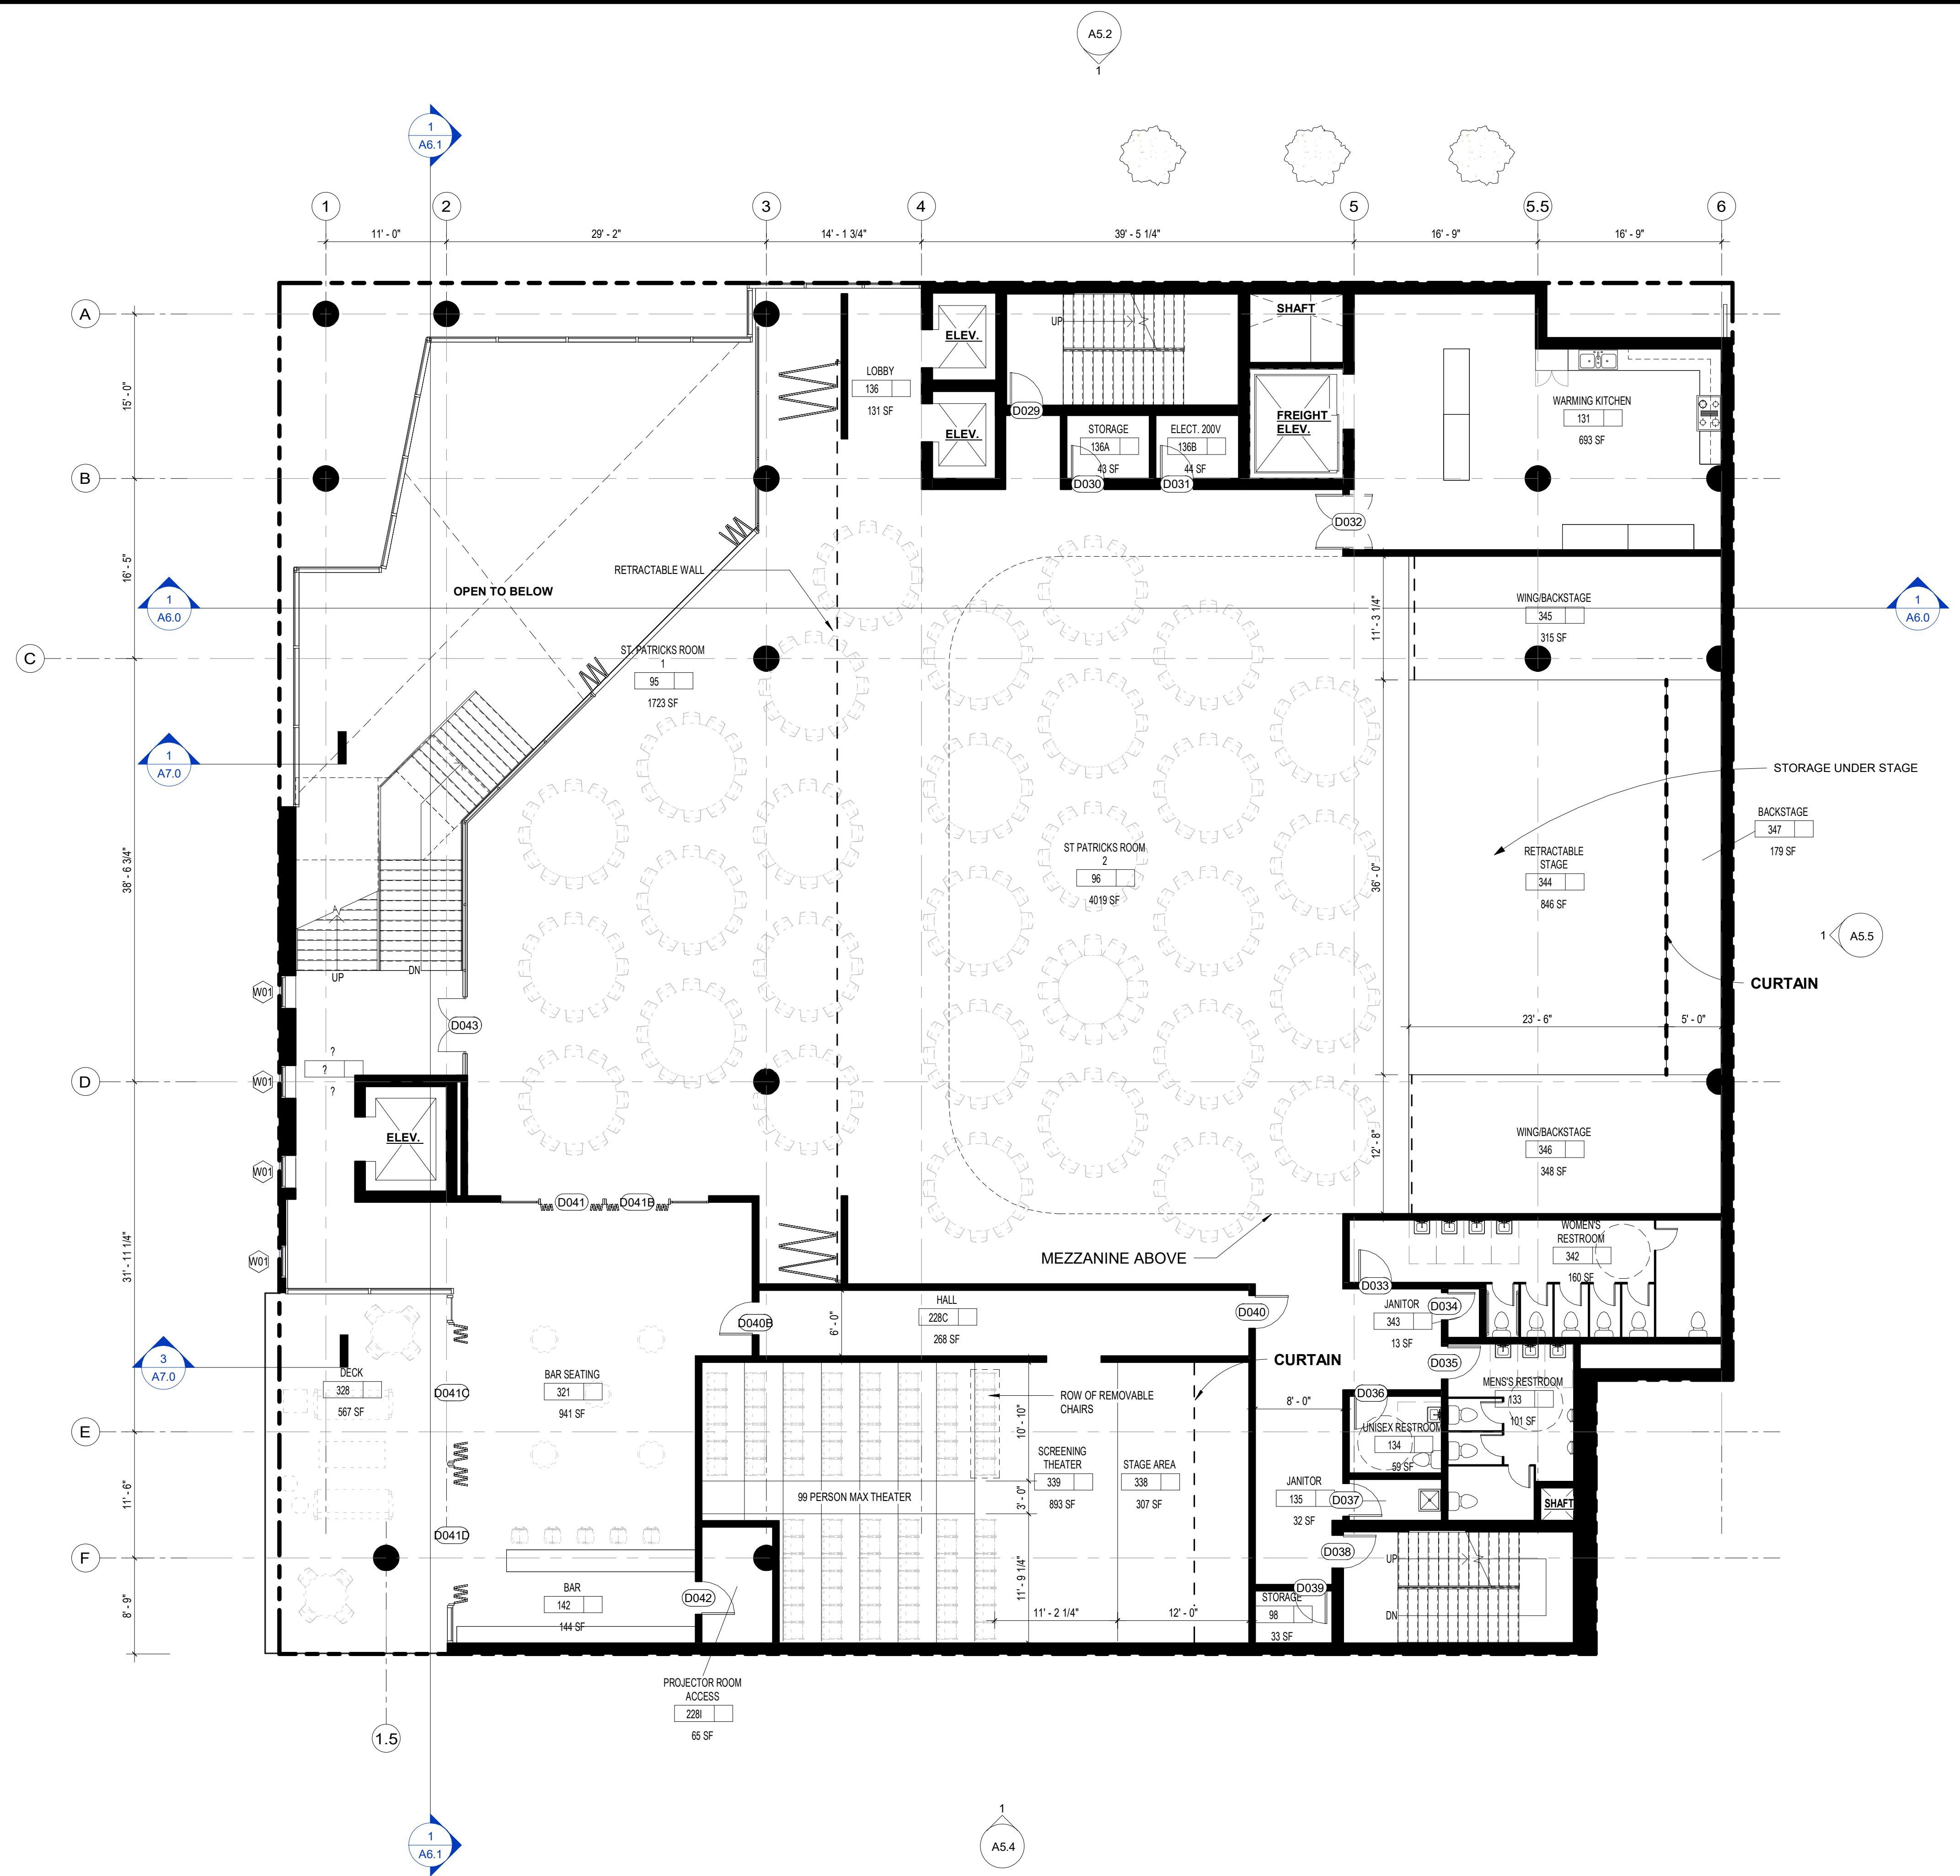 A5.2
1
1
A6.1
1
2
3
4
5
5.5
6
11' - 0"
29' - 2"
14' - 1 3/4"
39' - 5 1/4"
16' - 9"
16' - 9"
A
B
C
D
E
F
15' - 0"
16' - 5"
38' - 6 3/4"
31' - 11 1/4"
11' - 6"
8' - 9"
ELEV.
ELEV.
UP
SHAFT
FREIGHT
ELEV.
LOBBY
136
131 SF
D029
STORAGE
136A
43 SF
ELECT. 200V
136B
44 SF
D030
D031
D032
WARMING KITCHEN
131
693 SF
RETRACTABLE WALL
OPEN TO BELOW
1
A6.0
1
A6.0
WING/BACKSTAGE
345
315 SF
11' - 3 1/4"
ST. PATRICKS ROOM
1
95
1723 SF
1
A7.0
STORAGE UNDER STAGE
BACKSTAGE
347
179 SF
ST PATRICKS ROOM
2
96
4019 SF
RETRACTABLE
STAGE
344
846 SF
36' - 0"
1
A5.5
CURTAIN
UP
DN
W01
D043
23' - 6"
5' - 0"
?
?
?
W01
ELEV.
W01
12' - 8"
WING/BACKSTAGE
346
348 SF
D041
D041B
W01
MEZZANINE ABOVE
WOMEN'S
RESTROOM
342
160 SF
D033
D034
JANITOR
343
13 SF
HALL
228C
268 SF
6' - 0"
D040
D040B
D035
CURTAIN
3
A7.0
DECK
328
567 SF
D041C
BAR SEATING
321
941 SF
ROW OF REMOVABLE
CHAIRS
10' - 10"
8' - 0"
D036
MENS'S RESTROOM
133
101 SF
UNISEX RESTROOM
134
59 SF
SCREENING
THEATER
339
893 SF
STAGE AREA
338
307 SF
99 PERSON MAX THEATER
3' - 0"
JANITOR
135
32 SF
D037
SHAFT
D041D
D038
UP
DN
BAR
142
144 SF
D042
11' - 9 1/4"
11' - 2 1/4"
12' - 0"
D039
STORAGE
98
33 SF
PROJECTOR ROOM
ACCESS
228I
65 SF
1.5
1
A6.1
1
A5.4